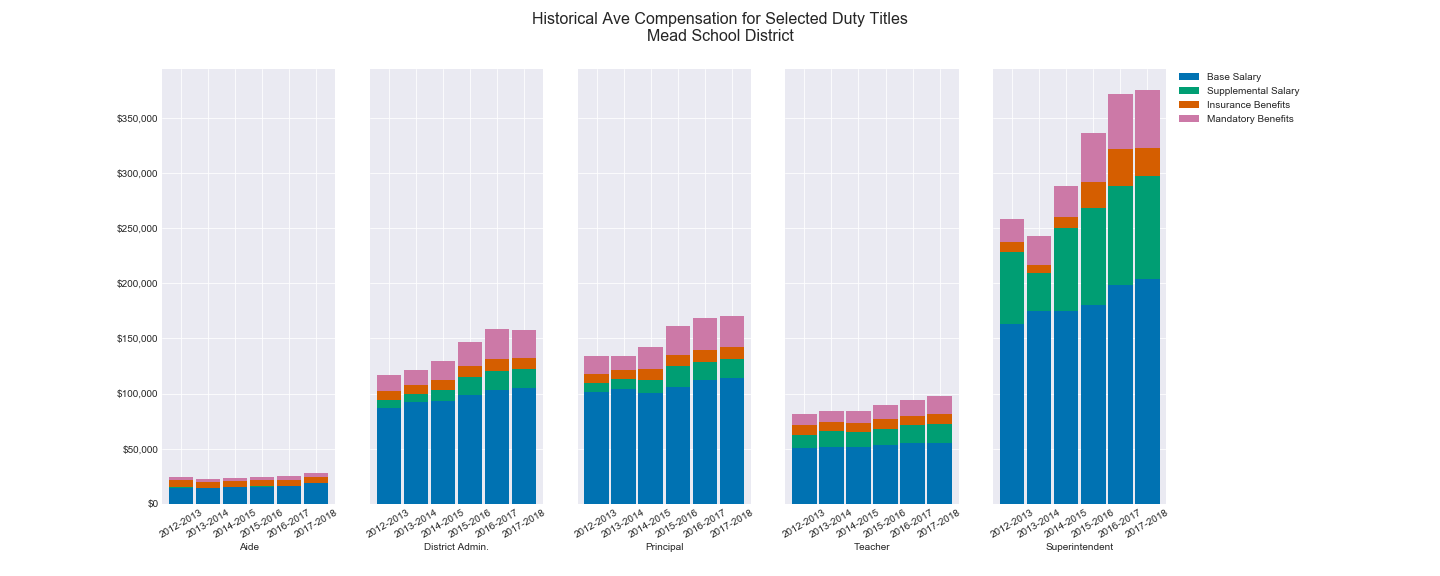 Historical Ave Compensation for Selected Duty Titles
Mead School District
Base Salary
Supplemental Salary
Insurance Benefits
Mandatory Benefits
$350,000
$300,000
$250,000
$200,000
$150,000
$100,000
$50,000
$0
2012-2013 2013-2014 2014-2015 2015-2016 2016-2017 2017-2018
2012-2013 2013-2014 2014-2015 2015-2016 2016-2017 2017-2018
2012-2013 2013-2014 2014-2015 2015-2016 2016-2017 2017-2018
2012-2013 2013-2014 2014-2015 2015-2016 2016-2017 2017-2018
2012-2013 2013-2014 2014-2015 2015-2016 2016-2017 2017-2018
Aide
District Admin.
Principal
Teacher
Superintendent